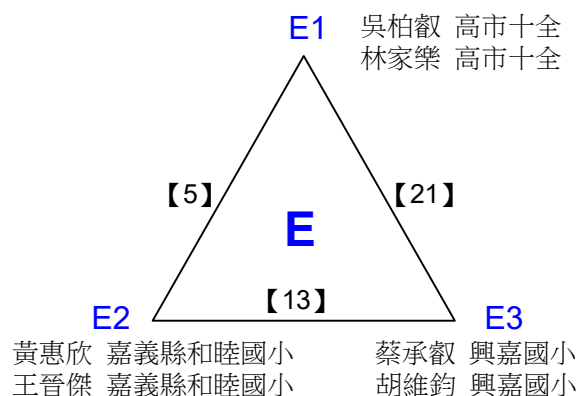 E1
吳柏叡 高市十全
林家樂 高市十全
【5】
【21】
E
【13】
E2
E3
黃惠欣 嘉義縣和睦國小
王晉傑 嘉義縣和睦國小
蔡承叡 興嘉國小
胡維鈞 興嘉國小